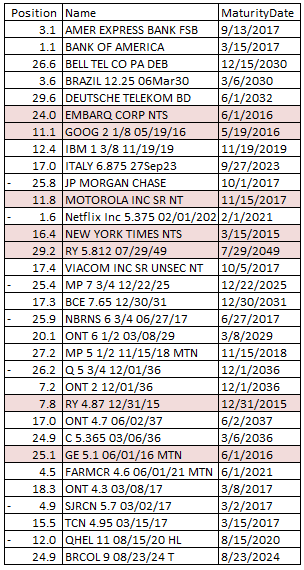 Position Name MaturityDate
3.1 AMER EXPRESS BANK FSB 9/13/2017
1.1 BANK OF AMERICA 3/15/2017
26.6 BELL TEL CO PA DEB 12/15/2030
3.6 BRAZIL 12.25 06Mar30 3/6/2030
29.6 DEUTSCHE TELEKOM BD 6/1/2032
24.0 EMBARQ CORP NTS 6/1/2016
11.1 GOOG 2 1/8 05/19/16 5/19/2016
12.4 IBM 1 3/8 11/19/19 11/19/2019
17.0 ITALY 6.875 27Sep23 9/27/2023
- 25.8 JP MORGAN CHASE 10/1/2017
11.8 MOTOROLA INC SR NT 11/15/2017
- 1.6 Netflix Inc 5.375 02/01/202 2/1/2021
16.4 NEW YORK TIMES NTS 3/15/2015
29.2 RY 5.812 07/29/49 7/29/2049
17.4 VIACOM INC SR UNSEC NT 10/5/2017
- 25.4 MP 7 3/4 12/22/25 12/22/2025
17.3 BCE 7.65 12/30/31 12/30/2031
- 25.9 NBRNS 6 3/4 06/27/17 6/27/2017
20.1 ONT 6 1/2 03/08/29 3/8/2029
27.2 MP 5 1/2 11/15/18 MTN 11/15/2018
- 26.2 Q 5 3/4 12/01/36 12/1/2036
7.2 ONT 2 12/01/36 12/1/2036
7.8 RY 4.87 12/31/15 12/31/2015
17.0 ONT 4.7 06/02/37 6/2/2037
24.9 C 5.365 03/06/36 3/6/2036
25.1 GE 5.1 06/01/16 MTN 6/1/2016
4.5 FARMCR 4.6 06/01/21 MTN 6/1/2021
18.3 ONT 4.3 03/08/17 3/8/2017
- 4.9 SJRCN 5.7 03/02/17 3/2/2017
15.5 TCN 4.95 03/15/17 3/15/2017
- 12.0 QHEL 11 08/15/20 HL 8/15/2020
24.9 BRCOL 9 08/23/24 T 8/23/2024